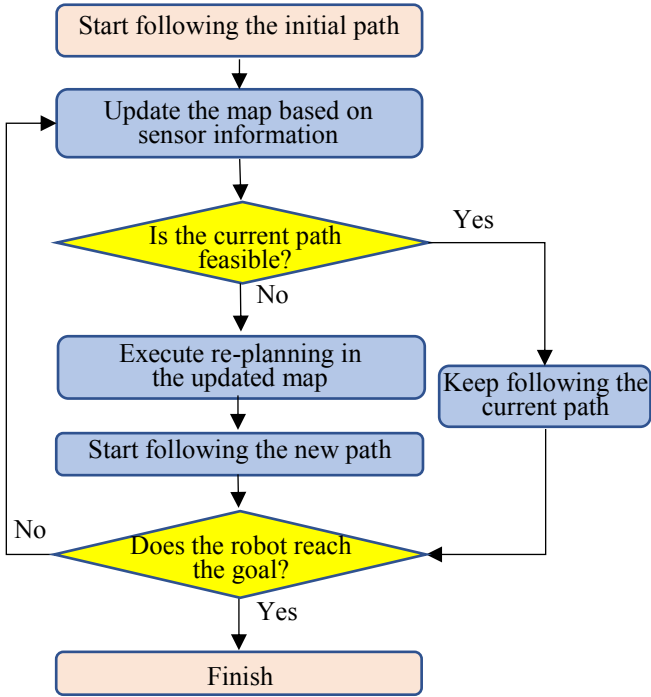 Start following the initial path
Update the map based on
sensor information
Is the current path
feasible?
Yes
No
Execute re-planning in
the updated map
Keep following the
current path
Start following the new path
No
Does the robot reach
the goal?
Yes
Finish